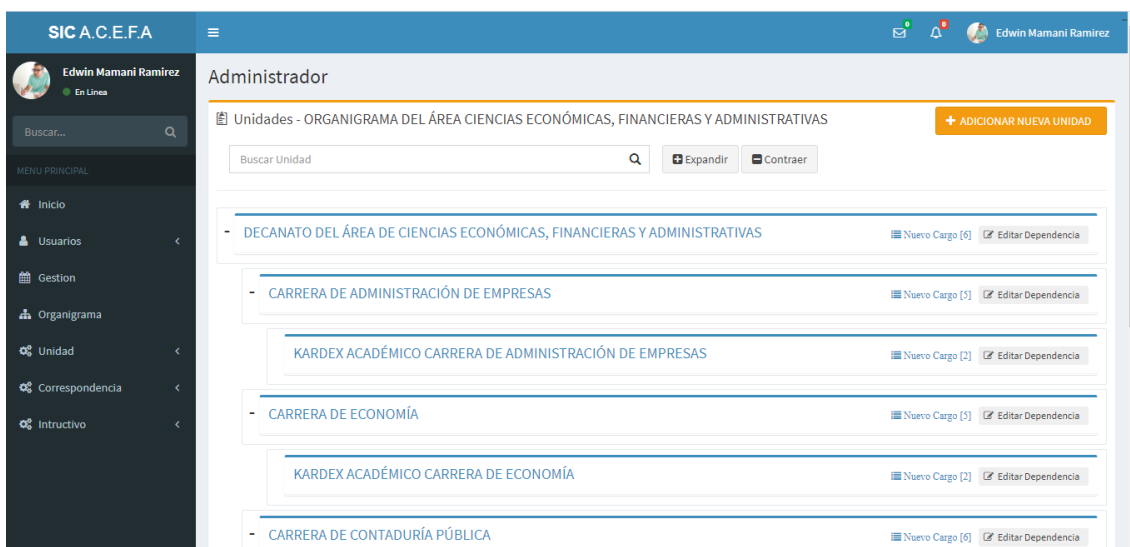 SIC A.C.E.F.A
0
0
Edwin Mamani Ramirez
Edwin Mamani Ramirez
En Linea
Buscar...
MENU PRINCIPAL
Inicio
Usuarios
Gestion
Organigrama
Unidad
Correspondencia
Intructivo
Administrador
Unidades - ORGANIGRAMA DEL ÁREA CIENCIAS ECONÓMICAS, FINANCIERAS Y ADMINISTRATIVAS
+ ADICIONAR NUEVA UNIDAD
Buscar Unidad
Expandir
Contraer
- DECANATO DEL ÁREA DE CIENCIAS ECONÓMICAS, FINANCIERAS Y ADMINISTRATIVAS Nuevo Cargo [6] Editar Dependencia
- CARRERA DE ADMINISTRACIÓN DE EMPRESAS Nuevo Cargo [5] Editar Dependencia
KARDEX ACADÉMICO CARRERA DE ADMINISTRACIÓN DE EMPRESAS Nuevo Cargo [2] Editar Dependencia
- CARRERA DE ECONOMÍA Nuevo Cargo [5] Editar Dependencia
KARDEX ACADÉMICO CARRERA DE ECONOMÍA Nuevo Cargo [2] Editar Dependencia
- CARRERA DE CONTADURÍA PÚBLICA Nuevo Cargo [6] Editar Dependencia